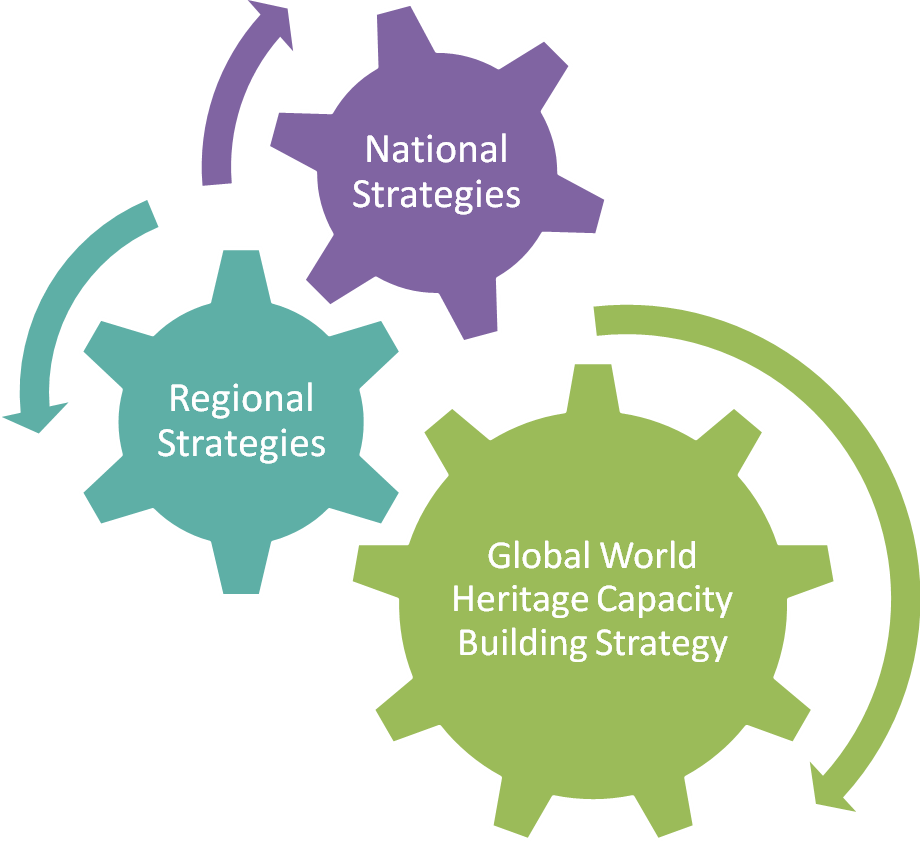 National
Strategies
Regional
Strategies
Global World
Heritage Capacity
Building Strategy